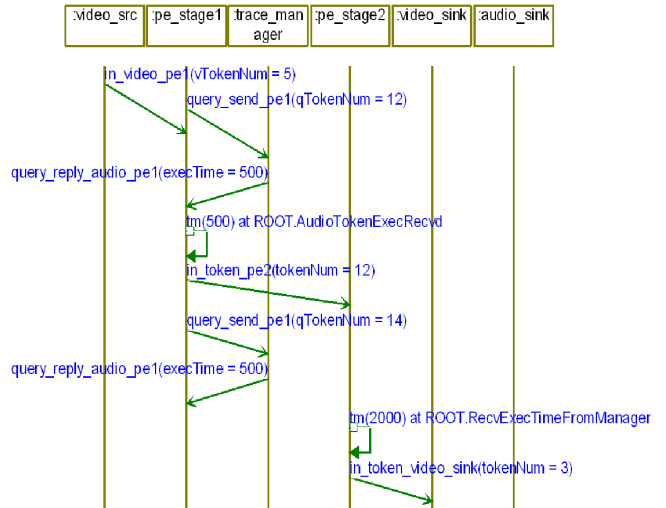 :video_src :pe_stage1 :trace_man :pe_stage2 :video_sink :audio_sink
ager
in_video_pe1(vTokenNum = 5)
query_send_pe1(qTokenNum = 12)
query_reply_audio_pe1(execTime = 500)
tm(500) at ROOT.AudioTokenExecRecvd
in_token_pe2(tokenNum = 12)
query_send_pe1(qTokenNum = 14)
query_reply_audio_pe1(execTime = 500)
tm(2000) at ROOT.RecvExecTimeFromManager
in_token_video_sink(tokenNum = 3)